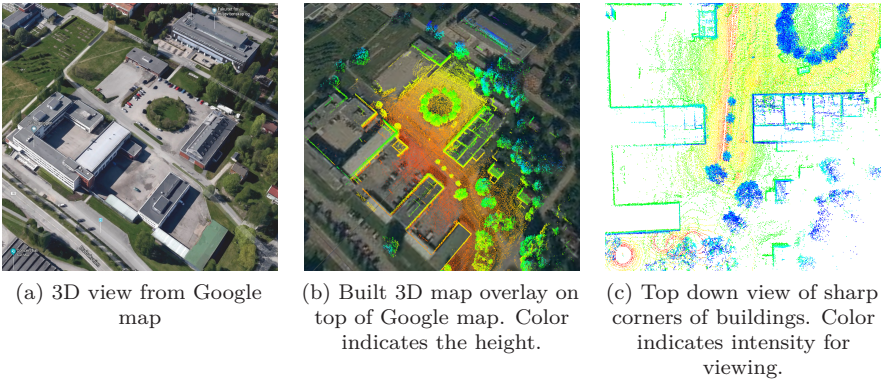 (a) 3D view from Google
map
(b) Built 3D map overlay on
top of Google map. Color
indicates the height.
(c) Top down view of sharp
corners of buildings. Color
indicates intensity for
viewing.